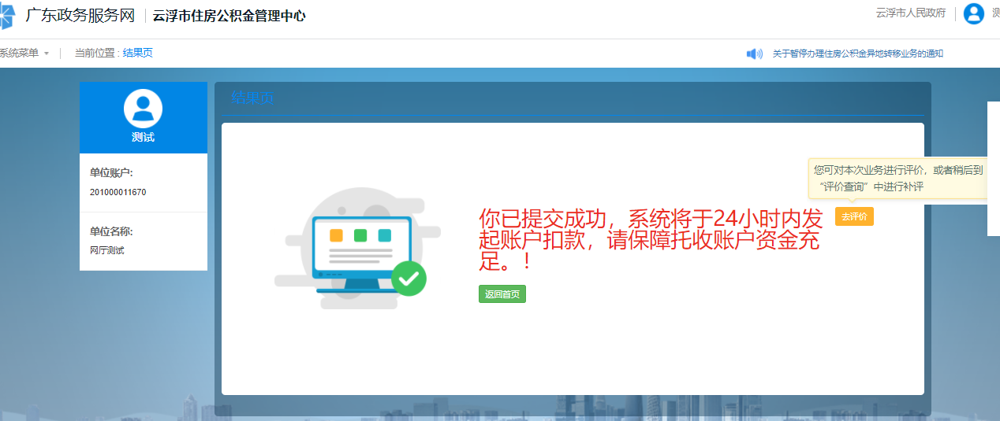 广东政务服务网
云浮市住房公积金管理中心
云浮市人民政府
测
系统菜单
当前位置 : 结果页
关于暂停办理住房公积金异地转移业务的通知
测试
结果页
单位账户:
201000011670
单位名称:
网厅测试
您可对本次业务进行评价，或者稍后到
“评价查询”中进行补评
去评价
你已提交成功，系统将于24小时内发
起账户扣款，请保障托收账户资金充
足。！
返回首页